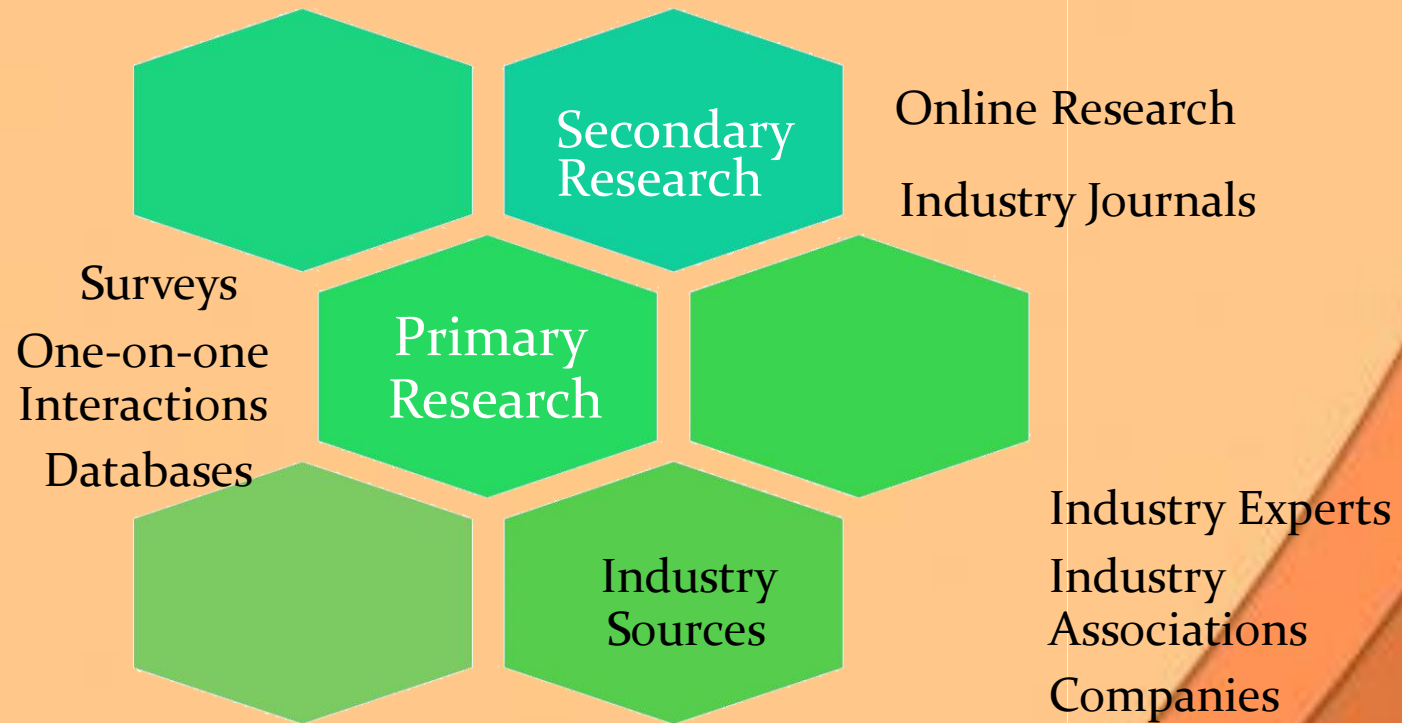 Secondary
Research
Online Research
Industry Journals
Surveys
One-on-one
Interactions
Databases
Primary
Research
Industry
Sources
Industry Experts
Industry
Associations
Companies